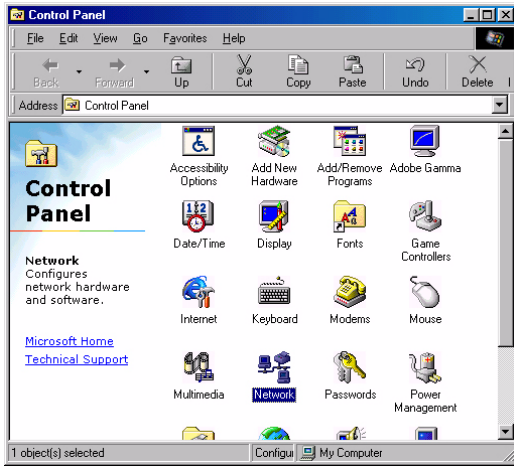 Control Panel
File Edit View Go Favorites Help
Back Forward Up Cut Copy Paste Undo Delete
Address Control Panel
Control
Panel
Network
Configures
network hardware
and software.
Microsoft Home
Technical Support
Accessibility
Options
Add New
Hardware
Add/Remove
Programs
Adobe Gamma
Date/Time
Display
Fonts
Game
Controllers
Internet
Keyboard
Modems
Mouse
Multimedia
Network
Passwords
Power
Management
1 object(s) selected
Configui
My Computer